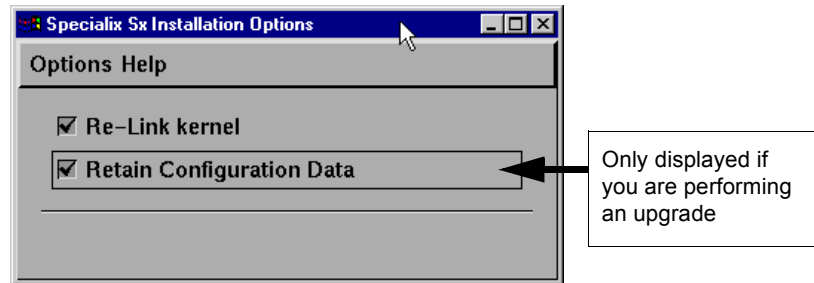 Specialix Sx Installation Options
Options Help
Re-Link kernel
Retain Configuration Data
Only displayed if
you are performing
an upgrade